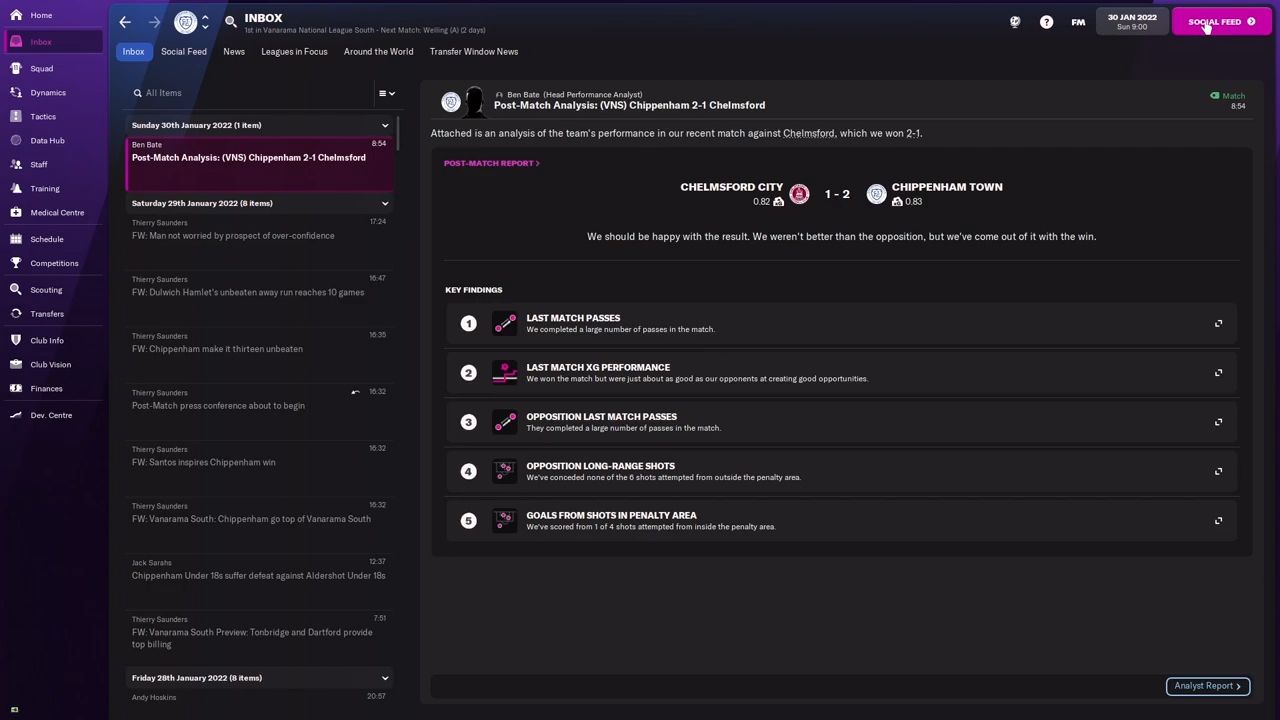 Home
Inbox
Squad
Dynamics
Tactics
Data Hub
Staff
Training
Medical Centre
Schedule
Competitions
Scouting
Transfers
Club Info
Club Vision
Finances
Dev. Centre
INBOX
1st in Vanarama National League South - Next Match: Welling (A) (2 days)
FM
30 JAN 2022
Sun 9:00
SOCIAL FEED
Inbox
Social Feed
News
Leagues in Focus
Around the World
Transfer Window News
All Items
Sunday 30th January 2022 (1 item)
Ben Bate 8:54
Post-Match Analysis: (VNS) Chippenham 2-1 Chelmsford
Saturday 29th January 2022 (8 items)
Thierry Saunders 17:24
FW: Man not worried by prospect of over-confidence
Thierry Saunders 16:47
FW: Dulwich Hamlet's unbeaten away run reaches 10 games
Thierry Saunders 16:35
FW: Chippenham make it thirteen unbeaten
Thierry Saunders 16:32
Post-Match press conference about to begin
Thierry Saunders 16:32
FW: Santos inspires Chippenham win
Thierry Saunders 16:32
FW: Vanarama South: Chippenham go top of Vanarama South
Jack Sarahs 12:37
Chippenham Under 18s suffer defeat against Aldershot Under 18s
Thierry Saunders 7:51
FW: Vanarama South Preview: Tonbridge and Dartford provide
top billing
Friday 28th January 2022 (8 items)
Andy Hoskins 20:57
Ben Bate (Head Performance Analyst)
Post-Match Analysis: (VNS) Chippenham 2-1 Chelmsford
Match
8:54
Attached is an analysis of the team's performance in our recent match against Chelmsford, which we won 2-1.
POST-MATCH REPORT
CHELMSFORD CITY 1 - 2 CHIPPENHAM TOWN
0.82 0.83
We should be happy with the result. We weren't better than the opposition, but we've come out of it with the win.
KEY FINDINGS
1 LAST MATCH PASSES
We completed a large number of passes in the match.
2 LAST MATCH XG PERFORMANCE
We won the match but were just about as good as our opponents at creating good opportunities.
3 OPPOSITION LAST MATCH PASSES
They completed a large number of passes in the match.
4 OPPOSITION LONG-RANGE SHOTS
We've conceded none of the 6 shots attempted from outside the penalty area.
5 GOALS FROM SHOTS IN PENALTY AREA
We've scored from 1 of 4 shots attempted from inside the penalty area.
Analyst Report